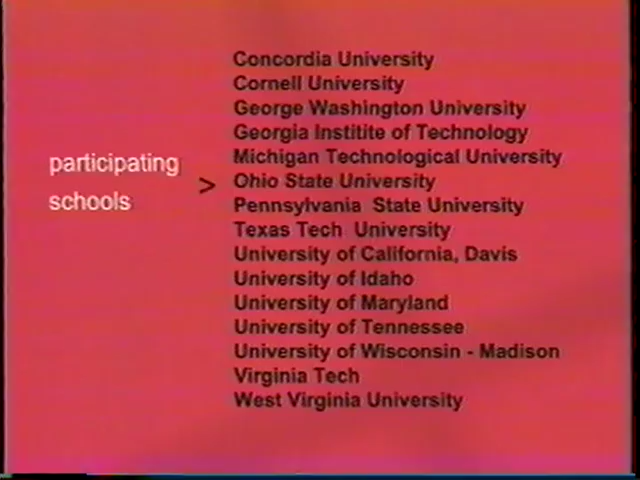 participating
schools
>
Concordia University
Cornell University
George Washington University
Georgia Institite of Technology
Michigan Technological University
Ohio State University
Pennsylvania State University
Texas Tech University
University of California, Davis
University of Idaho
University of Maryland
University of Tennessee
University of Wisconsin - Madison
Virginia Tech
West Virginia University